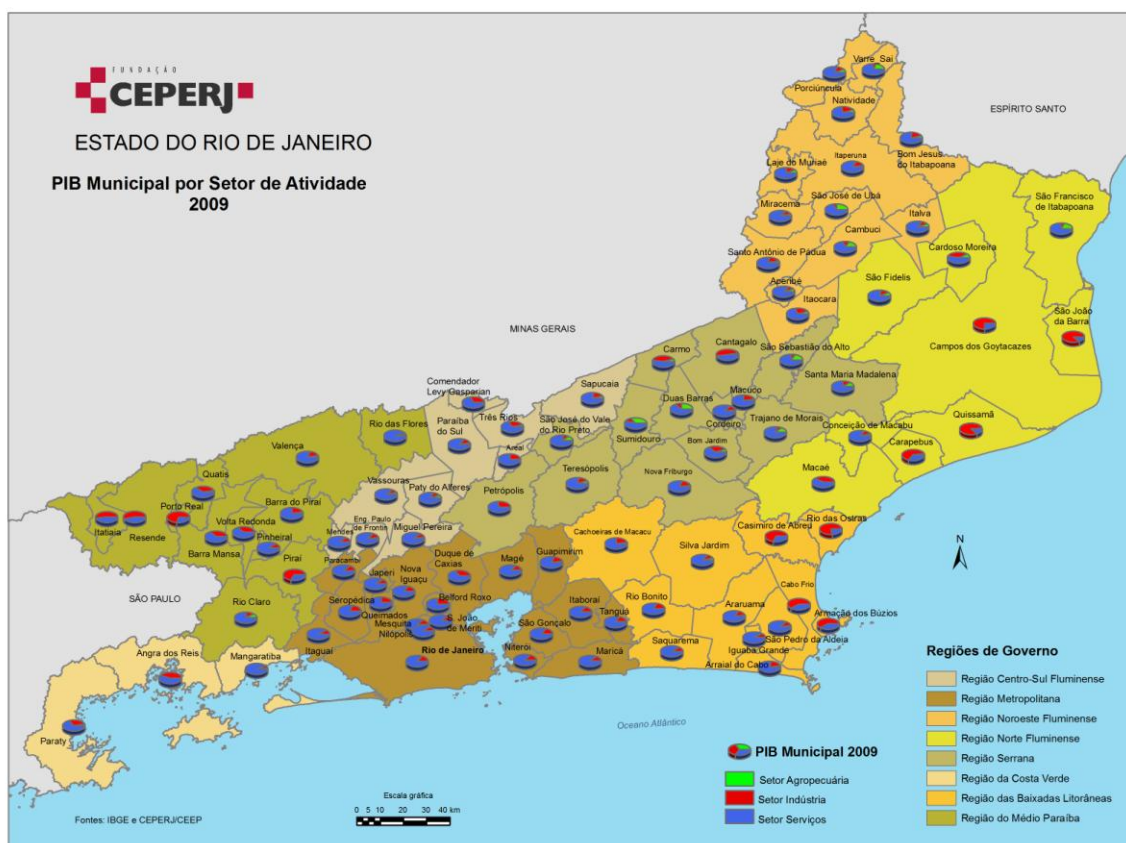 FUNDAÇÃO
CEPERJ
ESTADO DO RIO DE JANEIRO
PIB Municipal por Setor de Atividade
2009
ESPÍRITO SANTO
MINAS GERAIS
SÃO PAULO
Varre_Sai
Porciúncula
Natividade
Bom Jesus
do Itabapoana
Itaperuna
Laje do Muriaé
São José de Ubá
Miracema
Italva
Cambuci
Santo Antônio de Pádua
Aperibé
Itaocara
São Francisco
de Itabapoana
Cardoso Moreira
São Fidelis
São João
da Barra
Campos dos Goytacazes
Quissamã
Carapebus
Conceição de Macabu
Macaé
Cantagalo
Carmo
São Sebastião do Alto
Santa Maria Madalena
Macuco
Duas Barras
Cordeiro
Trajano de Morais
Sumidouro
Bom Jardim
Nova Friburgo
Teresópolis
São José do Vale
do Rio Preto
Petrópolis
Sapucaia
Comendador
Levy Gasparian
Três Rios
Paraíba
do Sul
Areal
Paty do Alferes
Vassouras
Eng. Paulo
de Frontin
Miguel Pereira
Mendes
Rio das Flores
Valença
Quatis
Barra do Piraí
Porto Real
Volta Redonda
Itatiaia
Resende
Barra Mansa
Pinheiral
Piraí
Rio Claro
Paracambi
Japeri
Nova
Iguaçu
Duque de
Caxias
Magé
Guapimirim
Seropédica
Queimados
Belford Roxo
Mesquita
Nilópolis
S. João
de Meriti
Itaguaí
Rio de Janeiro
São Gonçalo
Niteroi
Itaboraí
Tanguá
Maricá
Cachoeiras de Macacu
Silva Jardim
Casimiro de Abreu
Rio das Ostras
Rio Bonito
Araruama
Cabo Frio
Armação dos Búzios
São Pedro da Aldeia
Iguaba Grande
Saquarema
Arraial do Cabo
Angra dos Reis
Mangaratiba
Paraty
N
Oceano Atlântico
PIB Municipal 2009
Setor Agropecuária
Setor Indústria
Setor Serviços
Regiões de Governo
Região Centro-Sul Fluminense
Região Metropolitana
Região Noroeste Fluminense
Região Norte Fluminense
Região Serrana
Região da Costa Verde
Região das Baixadas Litorâneas
Região do Médio Paraíba
Escala gráfica
0 5 10 20 30 40 km
Fontes: IBGE e CEPERJ/CEEP